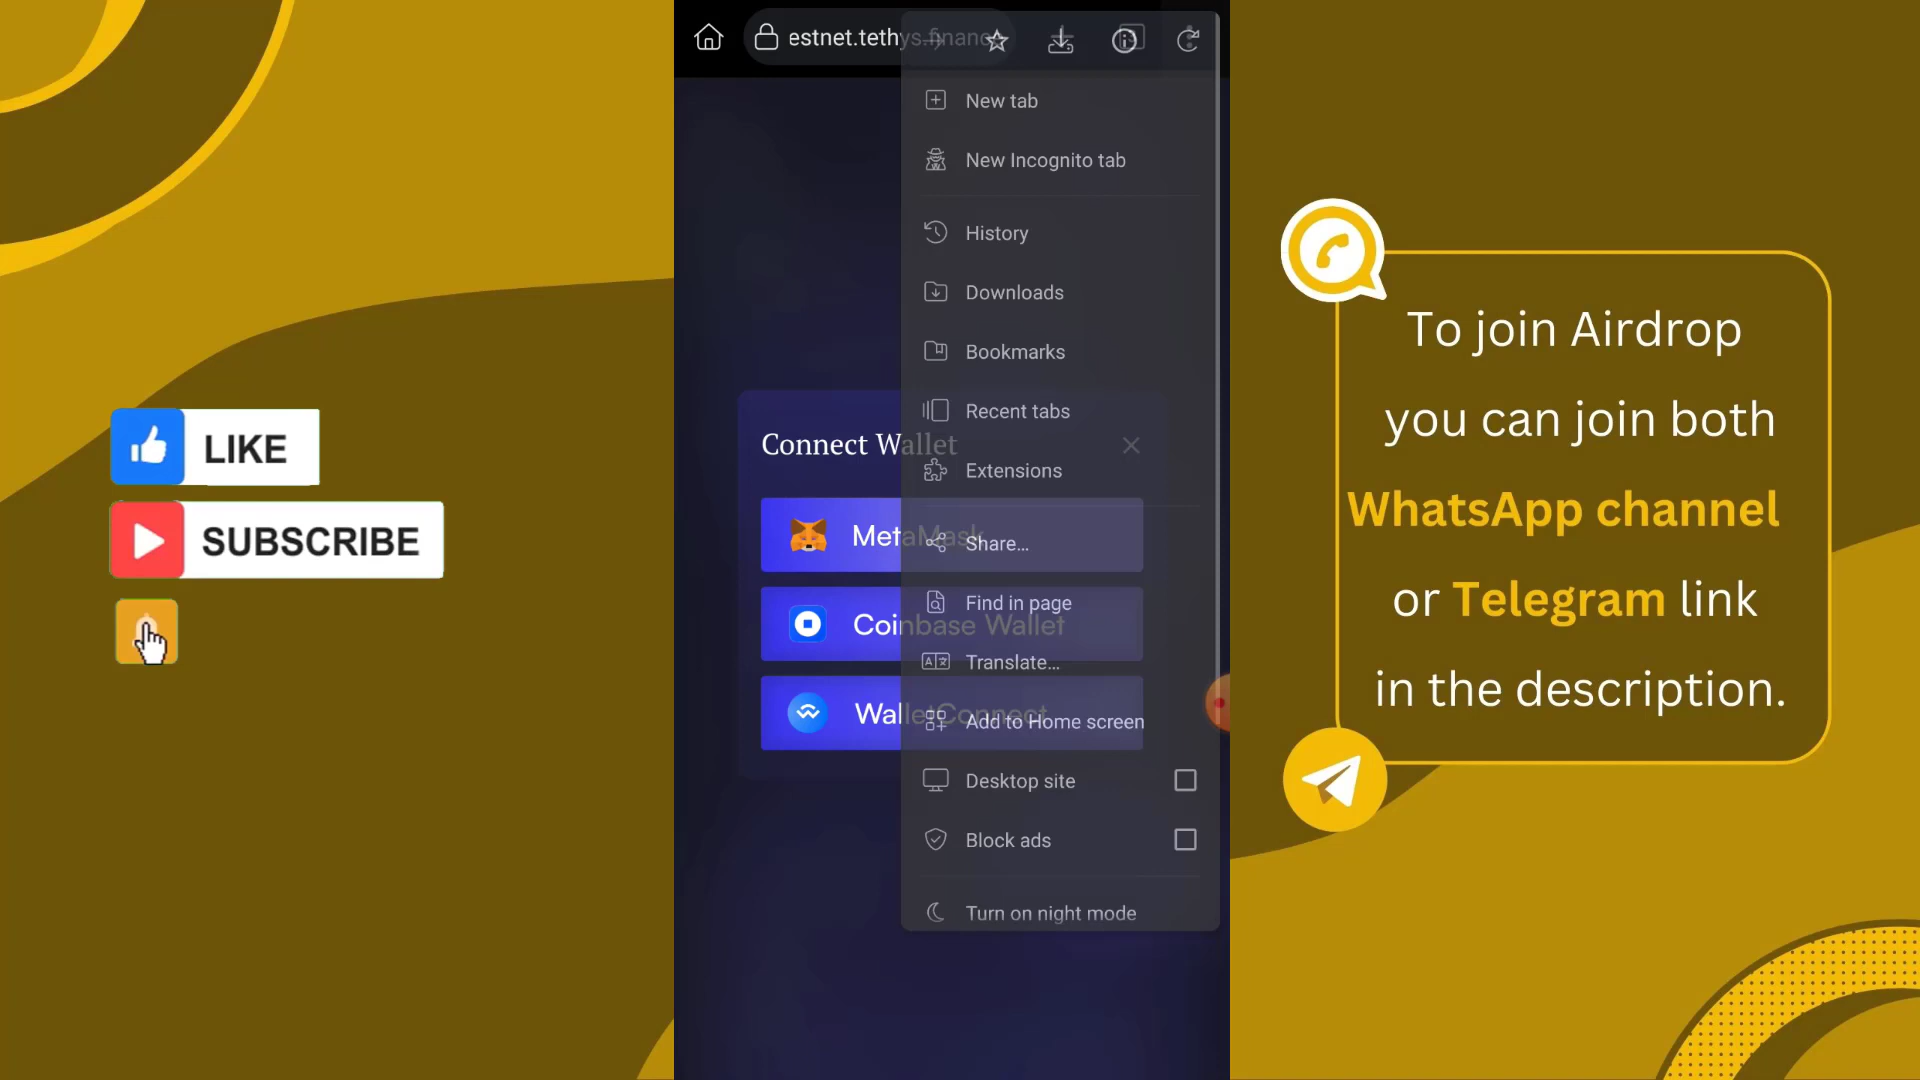 LIKE
SUBSCRIBE
estnet.tethys.financ
New tab
New Incognito tab
History
Downloads
Bookmarks
Recent tabs
Extensions
Share...
Find in page
Translate...
Add to Home screen
Desktop site
Block ads
Turn on night mode
Connect Wallet
MetaMask
Coinbase Wallet
WalletConnect
To join Airdrop
you can join both
WhatsApp channel
or Telegram link
in the description.